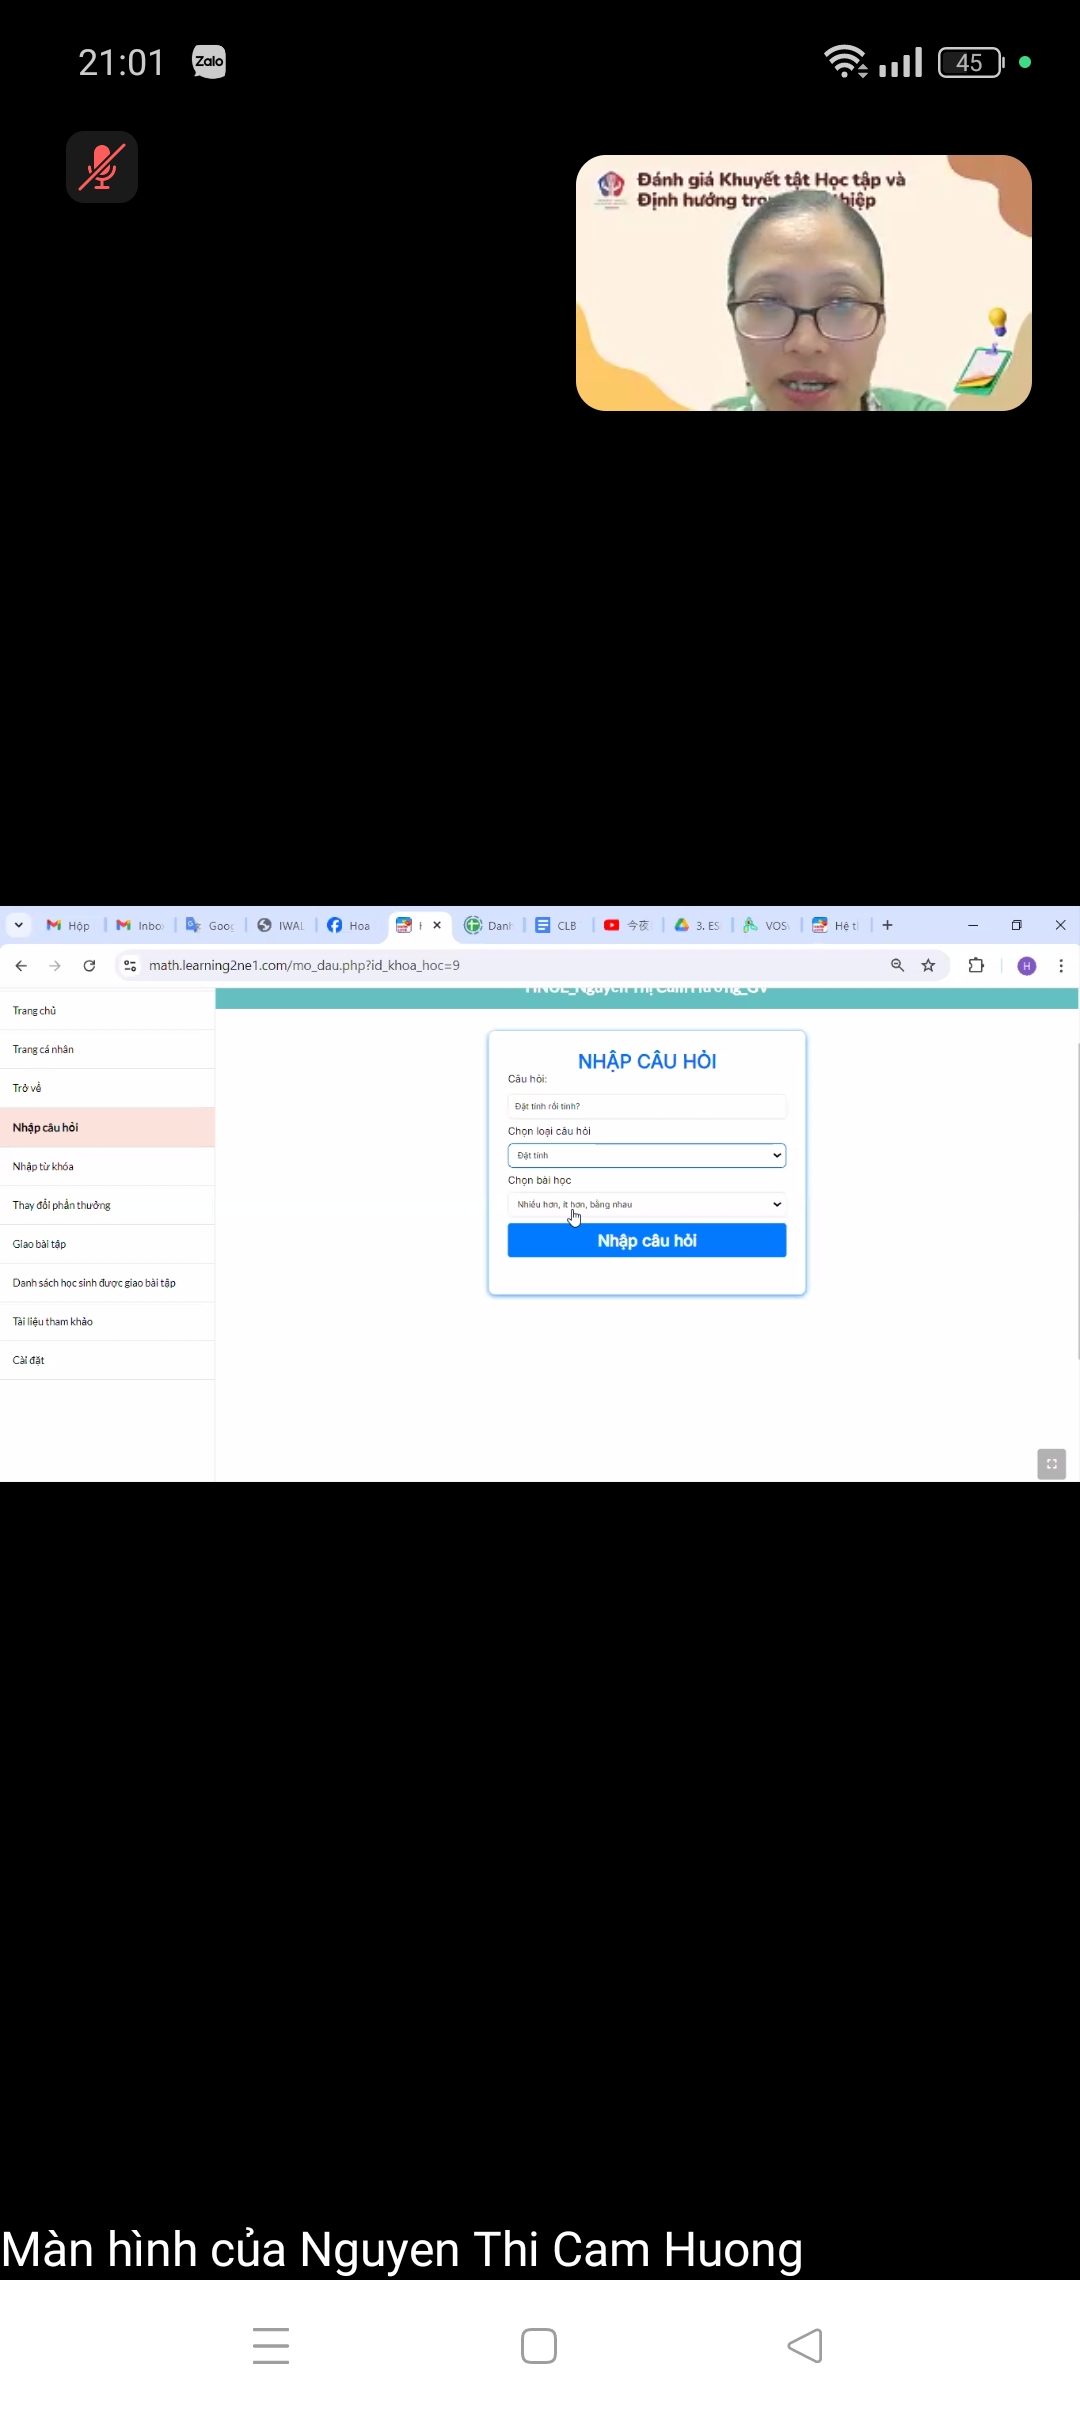 21:01
Zalo
45
Đánh giá Khuyết tật Học tập và
Định hướng
Hộp
Inbo
Goog
IWAL
Hoa
Danh
CLB
今夜
3. ES
VOS
Hệ t
math.learning2ne1.com/mo_dau.php?id_khoa_hoc=9
H
Trang chủ
Trang cá nhân
Trở về
Nhập câu hỏi
Nhập từ khóa
Thay đổi phần thưởng
Giao bài tập
Danh sách học sinh được giao bài tập
Tài liệu tham khảo
Cài đặt
NHẬP CÂU HỎI
Câu hỏi:
Đặt tính rồi tính?
Chọn loại câu hỏi
Đặt tính
Chọn bài học
Nhiều hơn, ít hơn, bằng nhau
Nhập câu hỏi
Màn hình của Nguyen Thi Cam Huong